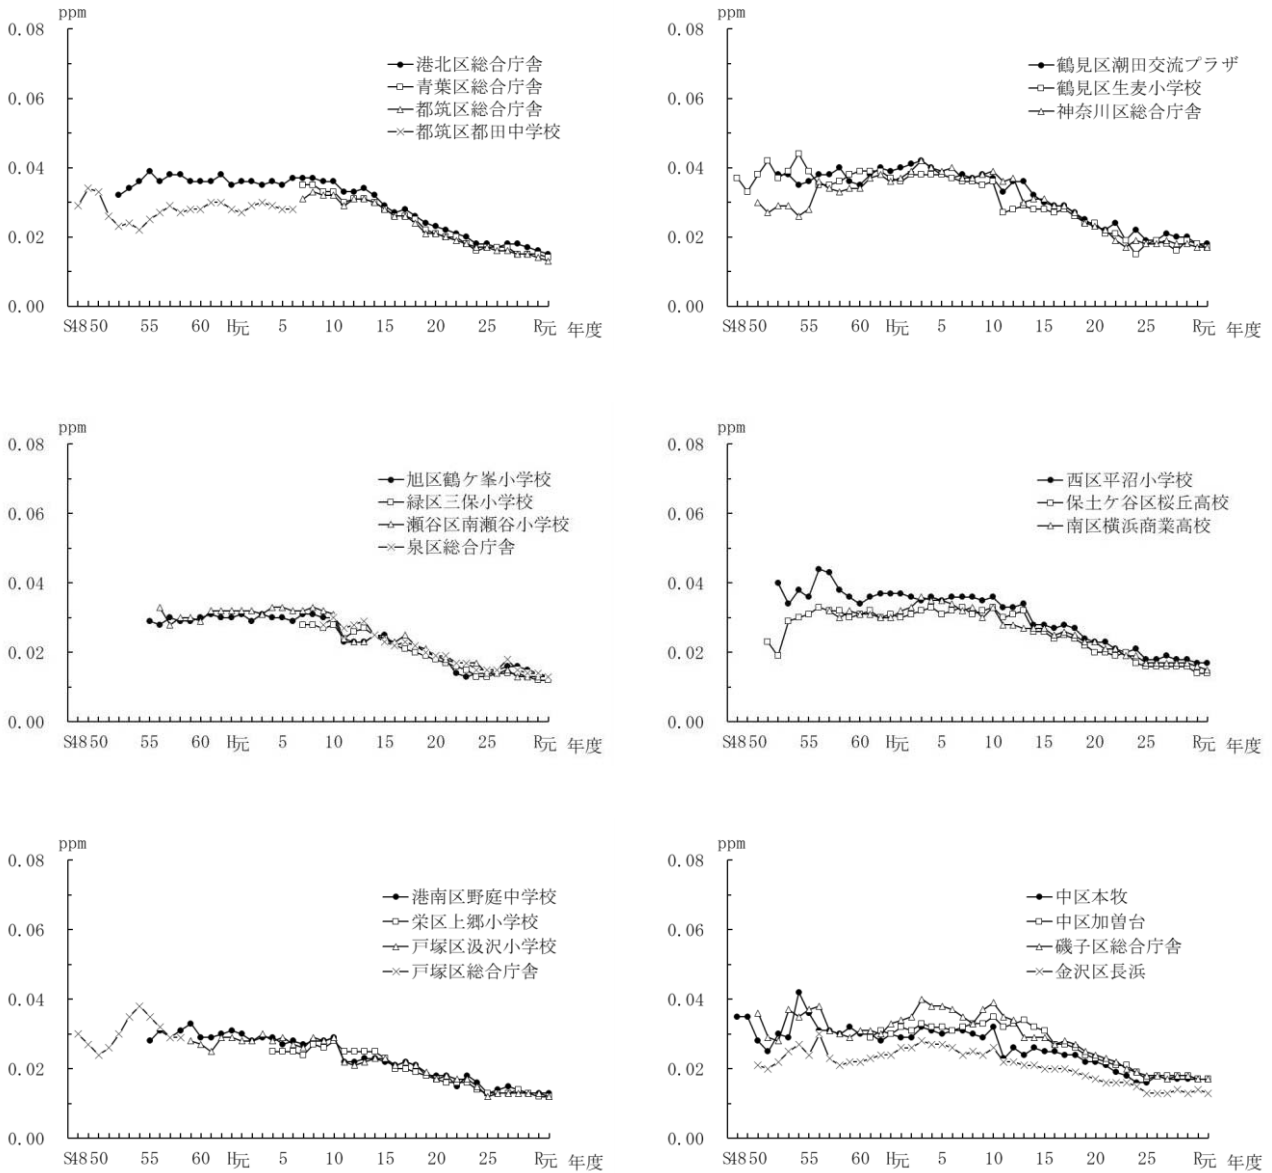 ppm
0.08
0.06
0.04
0.02
0.00
港北区総合庁舎
青葉区総合庁舎
都筑区総合庁舎
都筑区都田中学校
S48 50 55 60 H元 5 10 15 20 25 R元 年度
ppm
0.08
0.06
0.04
0.02
0.00
鶴見区潮田交流プラザ
鶴見区生麦小学校
神奈川区総合庁舎
S48 50 55 60 H元 5 10 15 20 25 R元 年度
ppm
0.08
0.06
0.04
0.02
0.00
旭区鶴ケ峯小学校
緑区三保小学校
瀬谷区南瀬谷小学校
泉区総合庁舎
S48 50 55 60 H元 5 10 15 20 25 R元 年度
ppm
0.08
0.06
0.04
0.02
0.00
西区平沼小学校
保土ケ谷区桜丘高校
南区横浜商業高校
S48 50 55 60 H元 5 10 15 20 25 R元 年度
ppm
0.08
0.06
0.04
0.02
0.00
港南区野庭中学校
栄区上郷小学校
戸塚区汲沢小学校
戸塚区総合庁舎
S48 50 55 60 H元 5 10 15 20 25 R元 年度
ppm
0.08
0.06
0.04
0.02
0.00
中区本牧
中区加曽台
磯子区総合庁舎
金沢区長浜
S48 50 55 60 H元 5 10 15 20 25 R元 年度